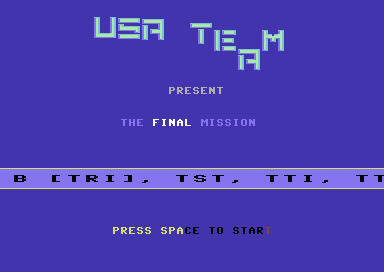 USA TEAM
PRESENT
THE FINAL MISSION
B [TRI], TST, TTI, TT
PRESS SPACE TO START